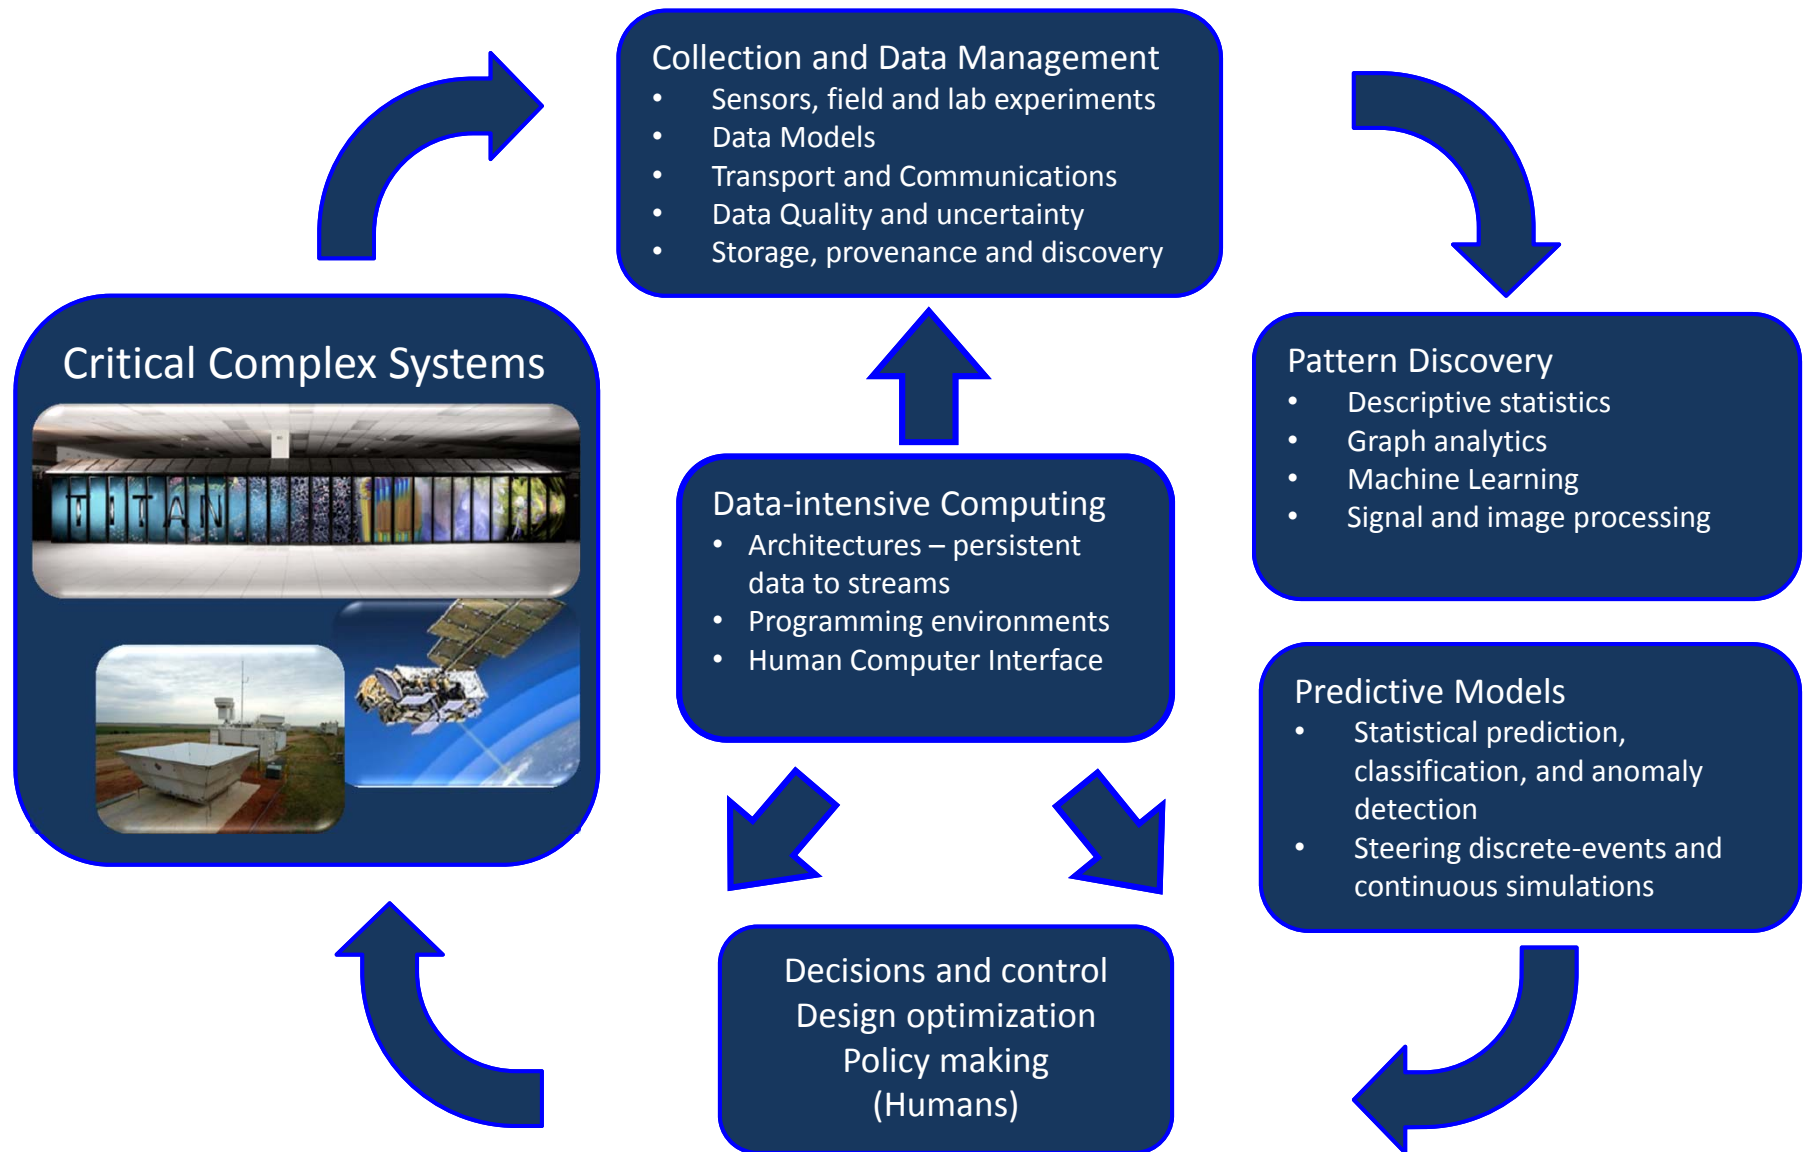 Collection and Data Management
• Sensors, field and lab experiments
• Data Models
• Transport and Communications
• Data Quality and uncertainty
• Storage, provenance and discovery
Critical Complex Systems
TITAN
Data-intensive Computing
• Architectures – persistent
data to streams
• Programming environments
• Human Computer Interface
Pattern Discovery
• Descriptive statistics
• Graph analytics
• Machine Learning
• Signal and image processing
Predictive Models
• Statistical prediction,
classification, and anomaly
detection
• Steering discrete-events and
continuous simulations
Decisions and control
Design optimization
Policy making
(Humans)